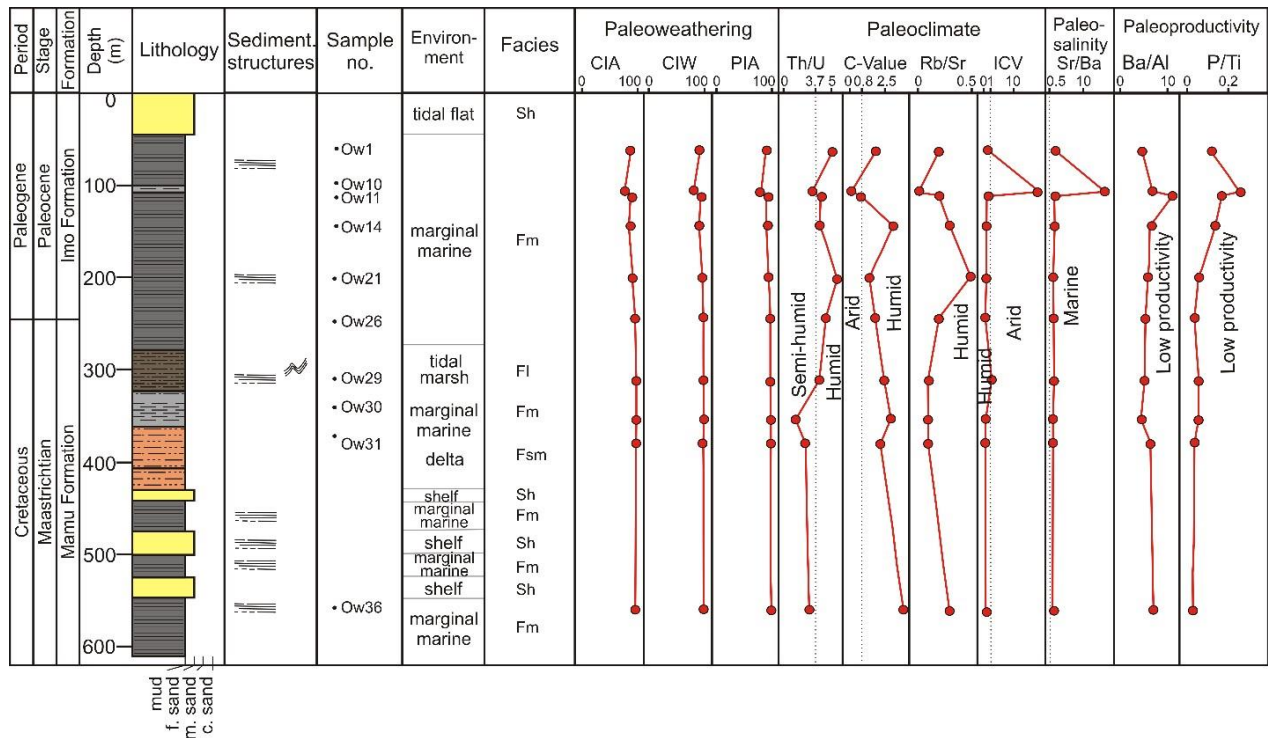 Period
Stage
Formation
Depth
(m)
Lithology
Sediment.
structures
Sample
no.
Environ-
ment
Facies
Paleoweathering
CIA
CIW
PIA
Paleoclimate
Th/U
C-Value
Rb/Sr
ICV
Paleo-
salinity
Sr/Ba
Paleoproductivity
Ba/Al
P/Ti
0 100
0 100
0 100
0 3.7 5
0 0.8 2.5
0 0.5
0 1 10
0.5 10
0 10
0 0.2
Paleogene
Paleocene
Imo Formation
Cretaceous
Maastrichtian
Mamu Formation
0
100
200
300
400
500
600
Ow1
Ow10
Ow11
Ow14
Ow21
Ow26
Ow29
Ow30
Ow31
Ow36
tidal flat
marginal
marine
tidal
marsh
marginal
marine
delta
shelf
marginal
marine
shelf
marginal
marine
shelf
marginal
marine
Sh
Fm
Fl
Fm
Fsm
Sh
Fm
Sh
Fm
Sh
Fm
Semi-humid
Humid
Arid
Humid
Humid
Humid
Arid
Marine
Low productivity
Low productivity
mud
f. sand
m. sand
c. sand